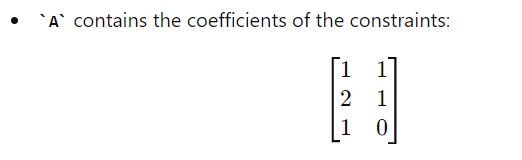 • `A` contains the coefficients of the constraints:
1 1
2 1
1 0